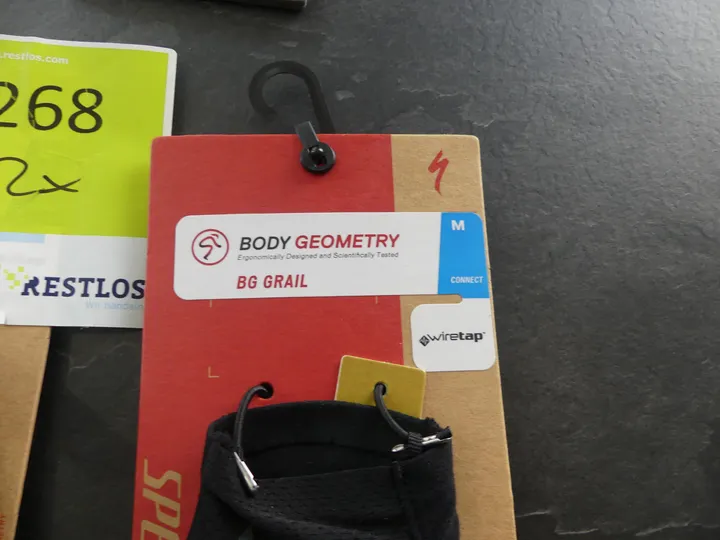 .restlos.com
268
2x
RESTLOS
BODY GEOMETRY
Ergonomically Designed and Scientifically Tested
BG GRAIL
M
CONNECT
wiretap
SPE